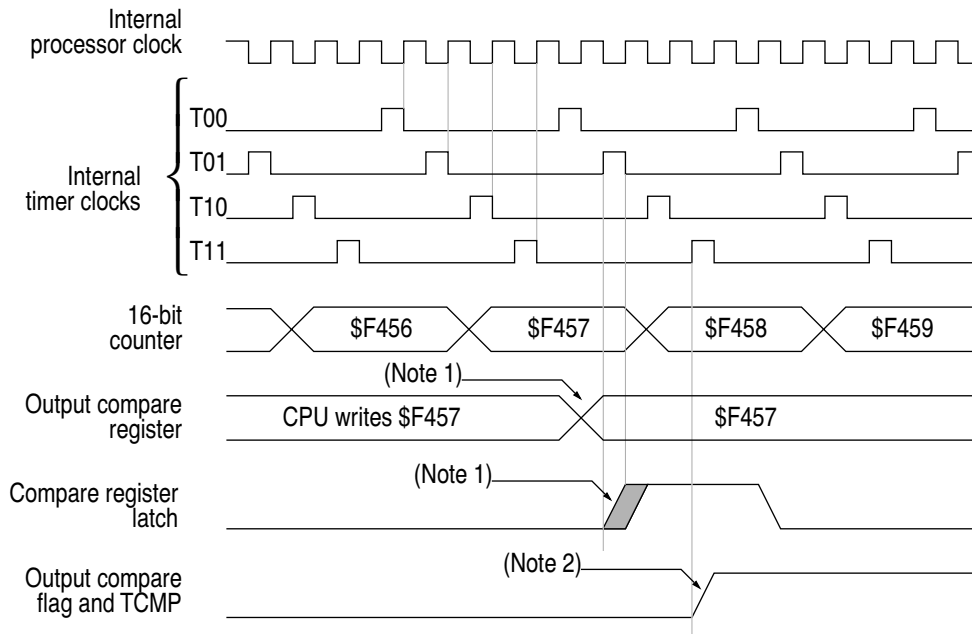 Internal
processor clock
T00
T01
Internal
timer clocks
T10
T11
16-bit
counter
$F456
$F457
$F458
$F459
(Note 1)
Output compare
register
CPU writes $F457
$F457
(Note 1)
Compare register
latch
(Note 2)
Output compare
flag and TCMP